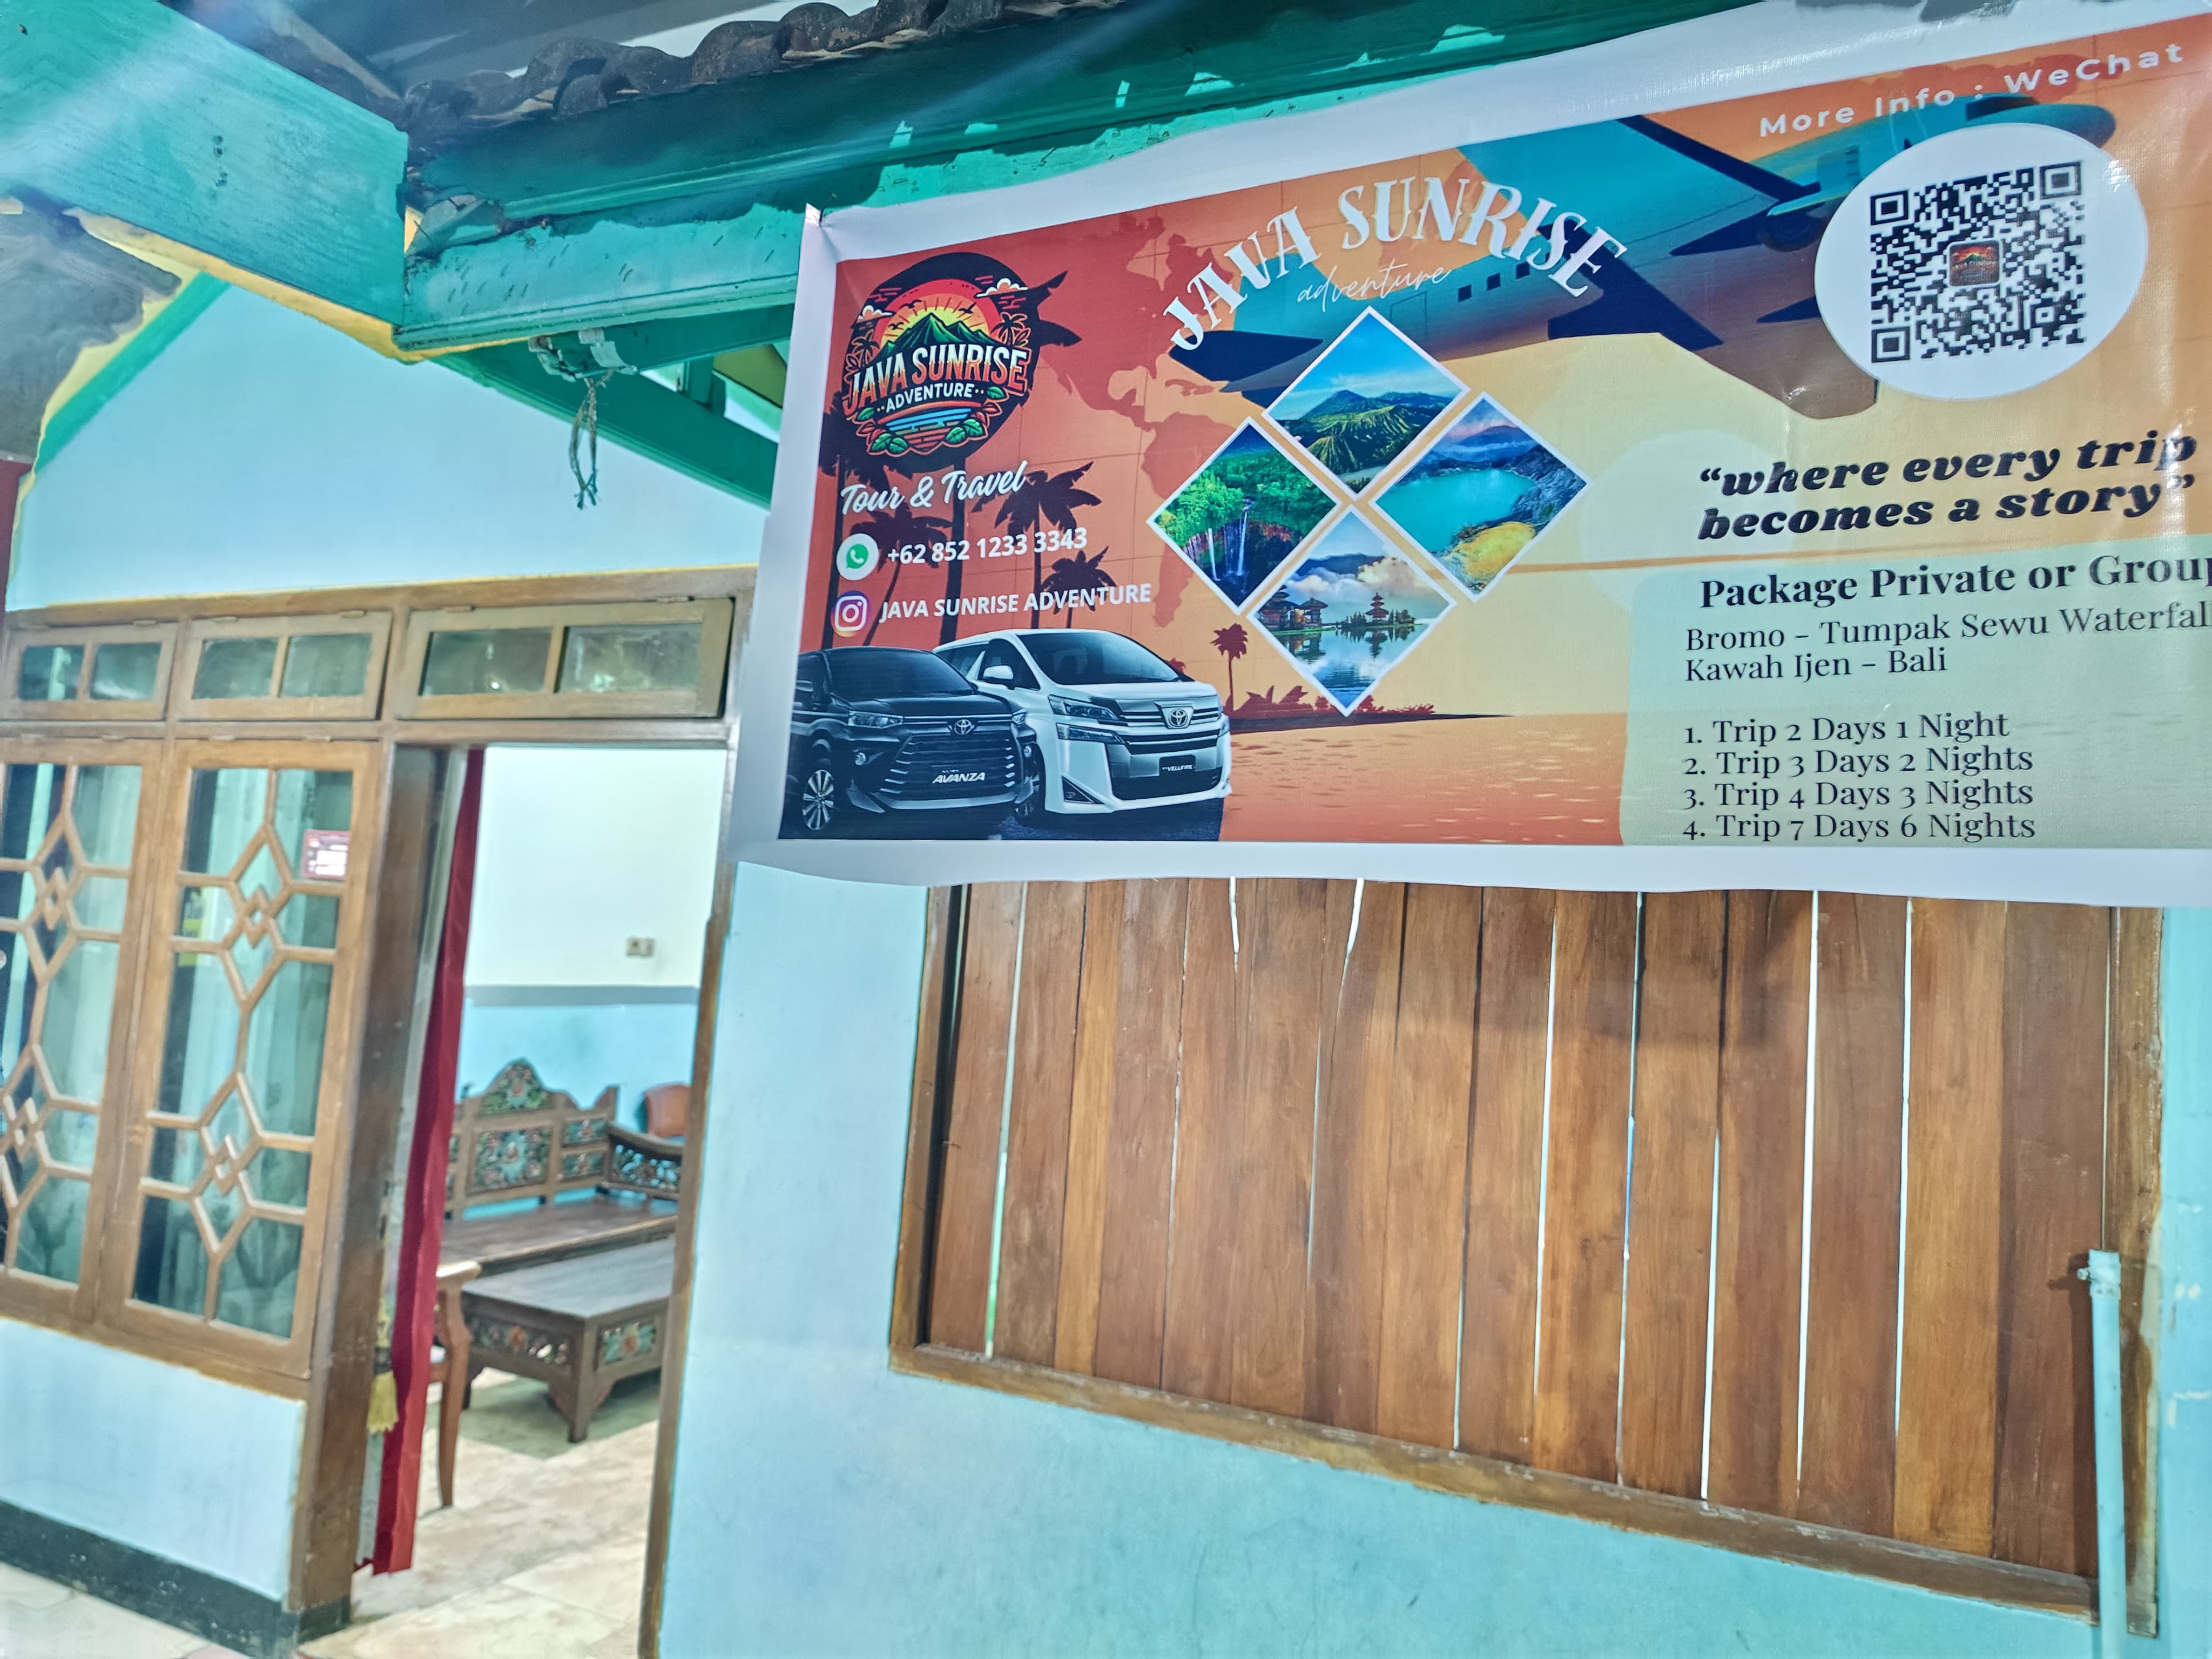 More Info : WeChat
JAVA SUNRISE
adventure
JAVA SUNRISE
ADVENTURE
Tour & Travel
+62 852 1233 3343
JAVA SUNRISE ADVENTURE
AVANZA
VELLFIRE
"where every trip
becomes a story"
Package Private or Grou
Bromo - Tumpak Sewu Waterfal
Kawah Ijen - Bali
1. Trip 2 Days 1 Night
2. Trip 3 Days 2 Nights
3. Trip 4 Days 3 Nights
4. Trip 7 Days 6 Nights